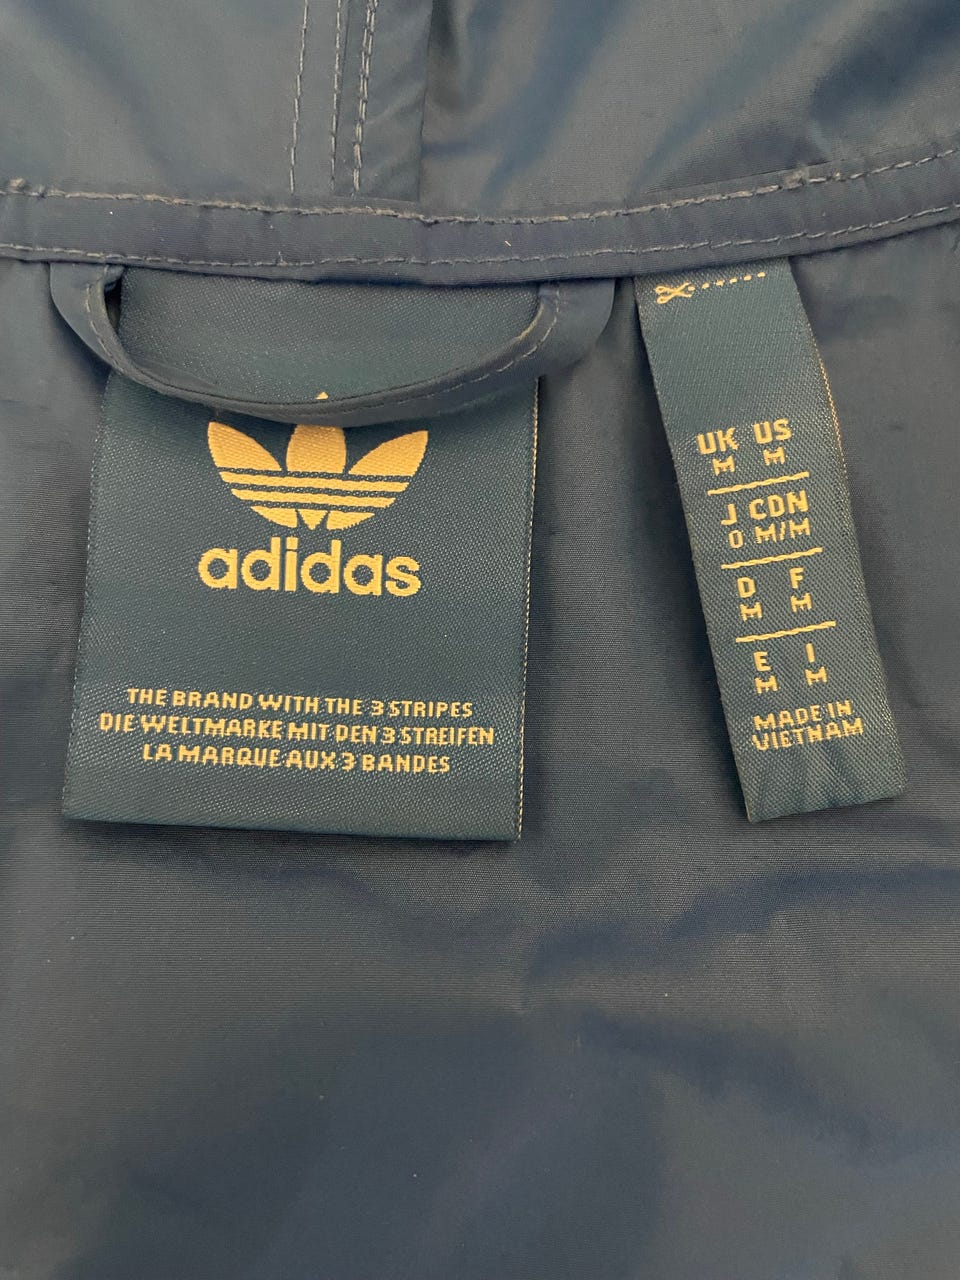 adidas
THE BRAND WITH THE 3 STRIPES
DIE WELTMARKE MIT DEN 3 STREIFEN
LA MARQUE AUX 3 BANDES
UK US
M M
J CDN
O M/M
D F
M M
E I
M M
MADE IN
VIETNAM